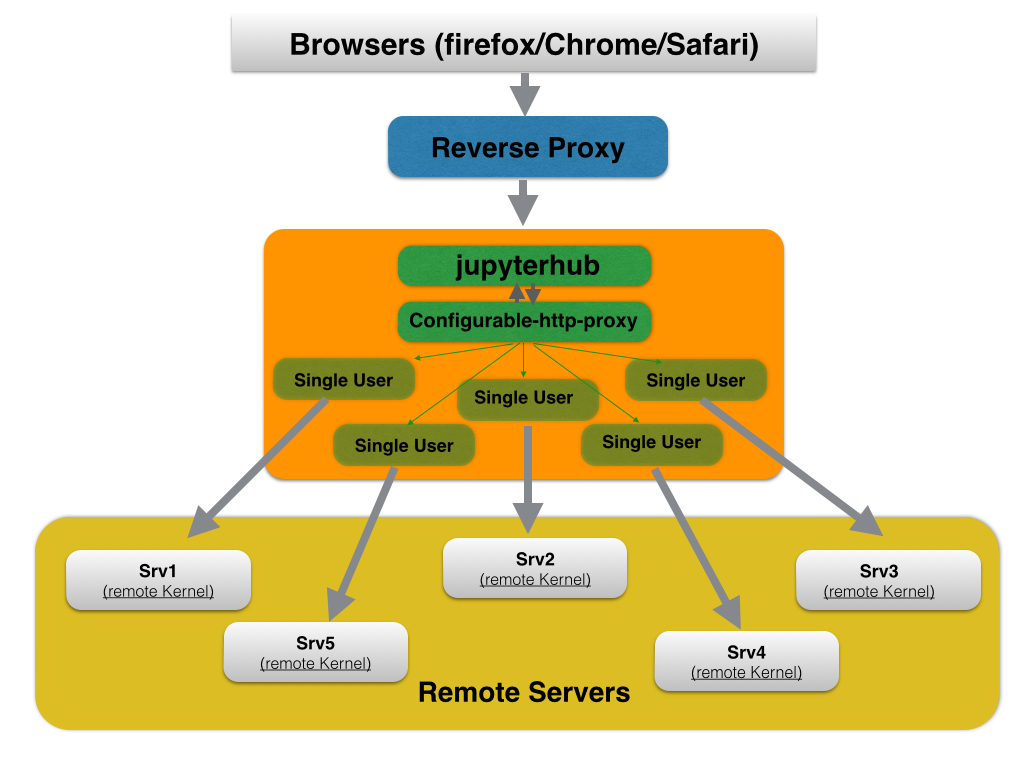 Browsers (firefox/Chrome/Safari)
Reverse Proxy
jupyterhub
Configurable-http-proxy
Single User
Single User
Single User
Single User
Single User
Srv1
(remote Kernel)
Srv2
(remote Kernel)
Srv3
(remote Kernel)
Srv5
(remote Kernel)
Srv4
(remote Kernel)
Remote Servers